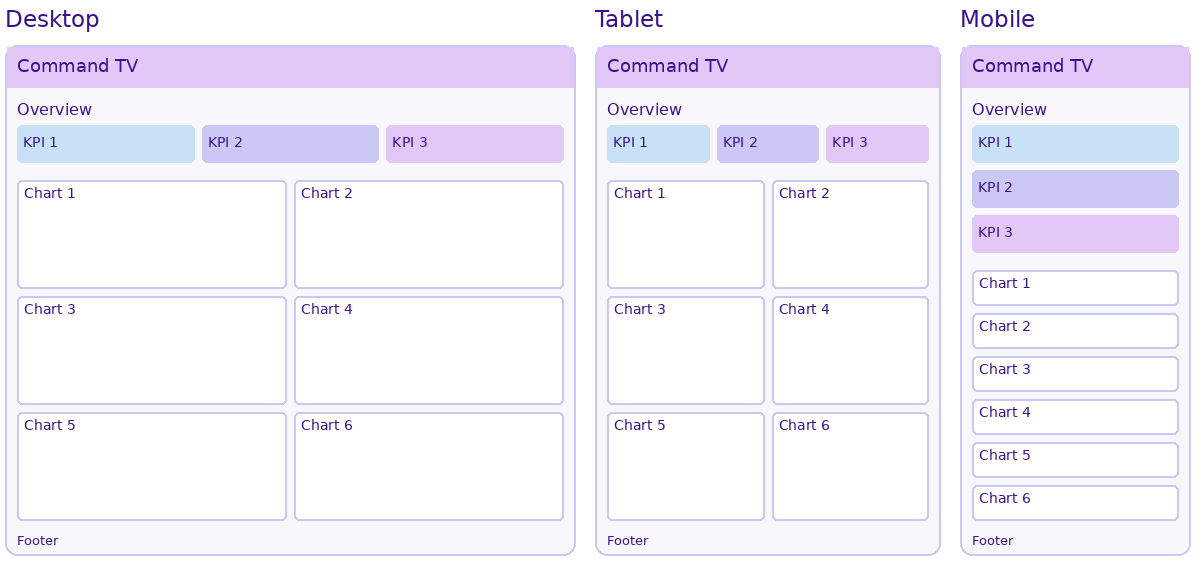 Desktop
Command TV
Overview
KPI 1
KPI 2
KPI 3
Chart 1
Chart 2
Chart 3
Chart 4
Chart 5
Chart 6
Footer
Tablet
Command TV
Overview
KPI 1
KPI 2
KPI 3
Chart 1
Chart 2
Chart 3
Chart 4
Chart 5
Chart 6
Footer
Mobile
Command TV
Overview
KPI 1
KPI 2
KPI 3
Chart 1
Chart 2
Chart 3
Chart 4
Chart 5
Chart 6
Footer